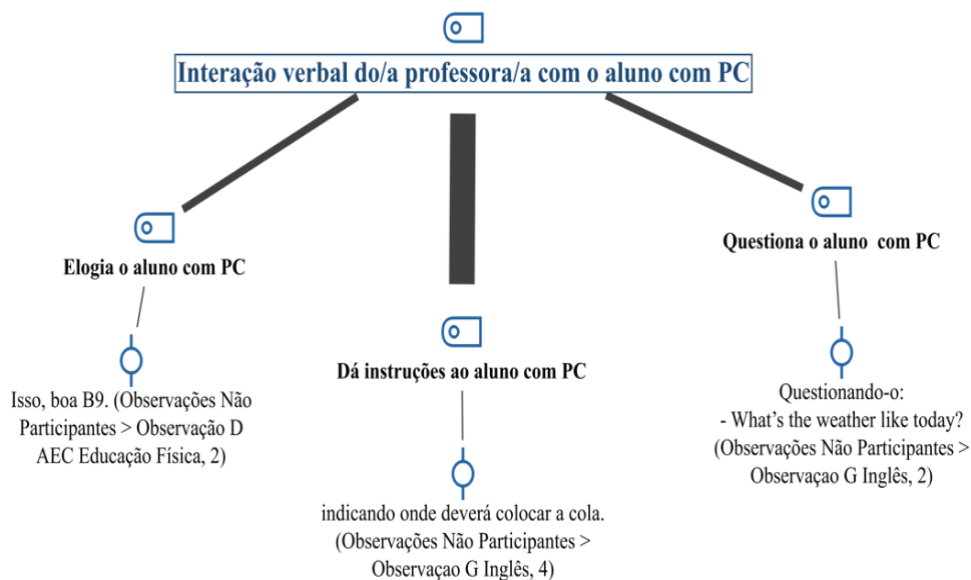 Interação verbal do/a professora/a com o aluno com PC
Elogia o aluno com PC
Isso, boa B9. (Observações Não
Participantes > Observação D
AEC Educação Física, 2)
Dá instruções ao aluno com PC
indicando onde deverá colocar a cola.
(Observações Não Participantes >
Observaçao G Inglês, 4)
Questiona o aluno com PC
Questionando-o:
- What's the weather like today?
(Observações Não Participantes >
Observaçao G Inglês, 2)